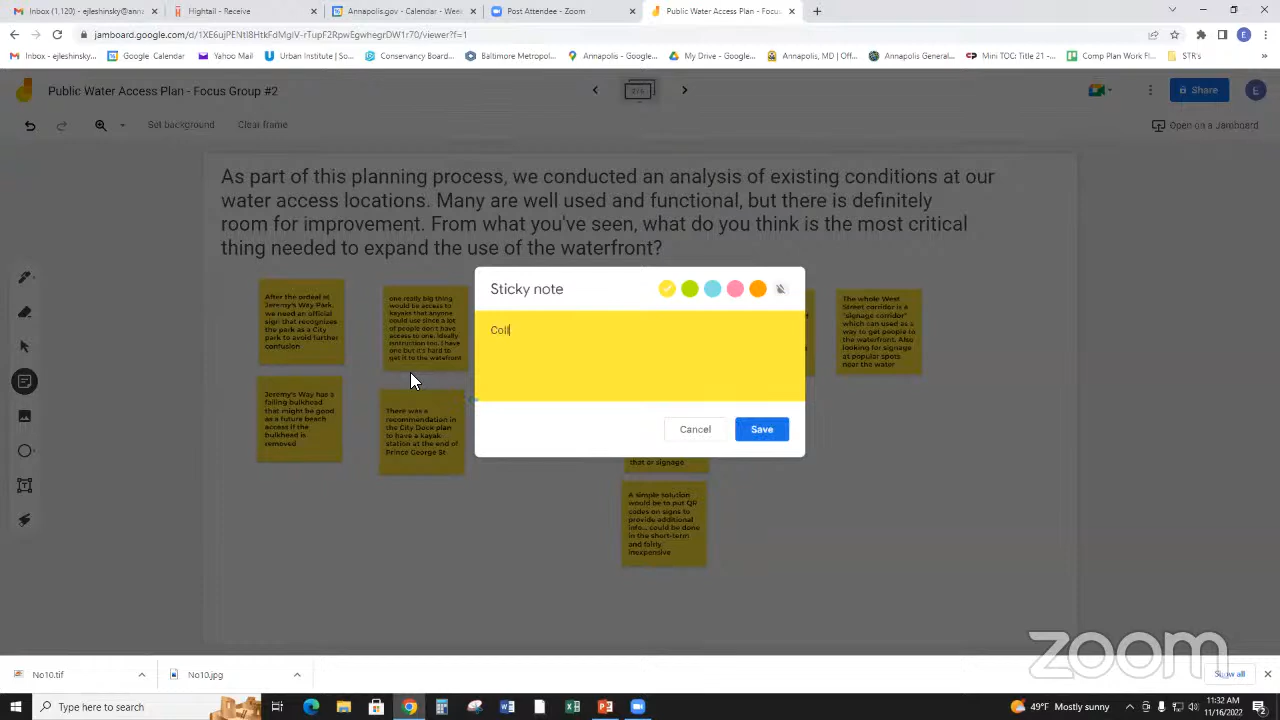 Inbox (1,120) - ejleshinsky@anna
Hightail - Receive
Annapolis.gov - Calendar - Week
Post Attendee - Zoom
Public Water Access Plan - Focus
jamboard.google.com/d/1XE6ujPENtl8HtkFdMgiV-rTupF2RpwEgwhegrDW1r70/viewer?f=1
Inbox - ejleshinsky@...
Google Calendar
Yahoo Mail
Urban Institute | So...
Conservancy Board...
Baltimore Metropol...
Annapolis - Google...
My Drive - Google...
Annapolis, MD | Off...
Annapolis - Google...
Mini TOC: Title 21 -...
Comp Plan Work Fl...
STR's
Public Water Access Plan - Focus Group #2
Share
Set background
Clear frame
Open on a Jamboard
As part of this planning process, we conducted an analysis of existing conditions at our
water access locations. Many are well used and functional, but there is definitely
room for improvement. From what you've seen, what do you think is the most critical
thing needed to expand the use of the waterfront?
After the ordeal at
Jeremy's Way Park,
we need an official
sign that recognizes
the park as a City
park to avoid further
confusion
one really big thing
would be access to
kayaks that anyone
could use since a lot
of people don't have
access to one. Ideally
instruction too. I have
one but it's hard to
get it to the watefront
Sticky note
Coll
Cancel
Save
The whole West
Street corridor is a
"signage corridor"
which can used as a
way to get people to
the waterfront. Also
looking for signage
at popular spots
near the water
Jeremy's Way has a
failing bulkhead
that might be good
as a future beach
access if the
bulkhead is
removed
There was a
recommendation in
the City Dock plan
to have a kayak
station at the end of
Prince George St
that or signage
A simple solution
would be to put QR
codes on signs to
provide additional
info... could be done
in the short-term
and fairly
inexpensive
zoom
No10.tif
No10.jpg
Show all
Type here to search
49°F Mostly sunny
11:32 AM
11/16/2022